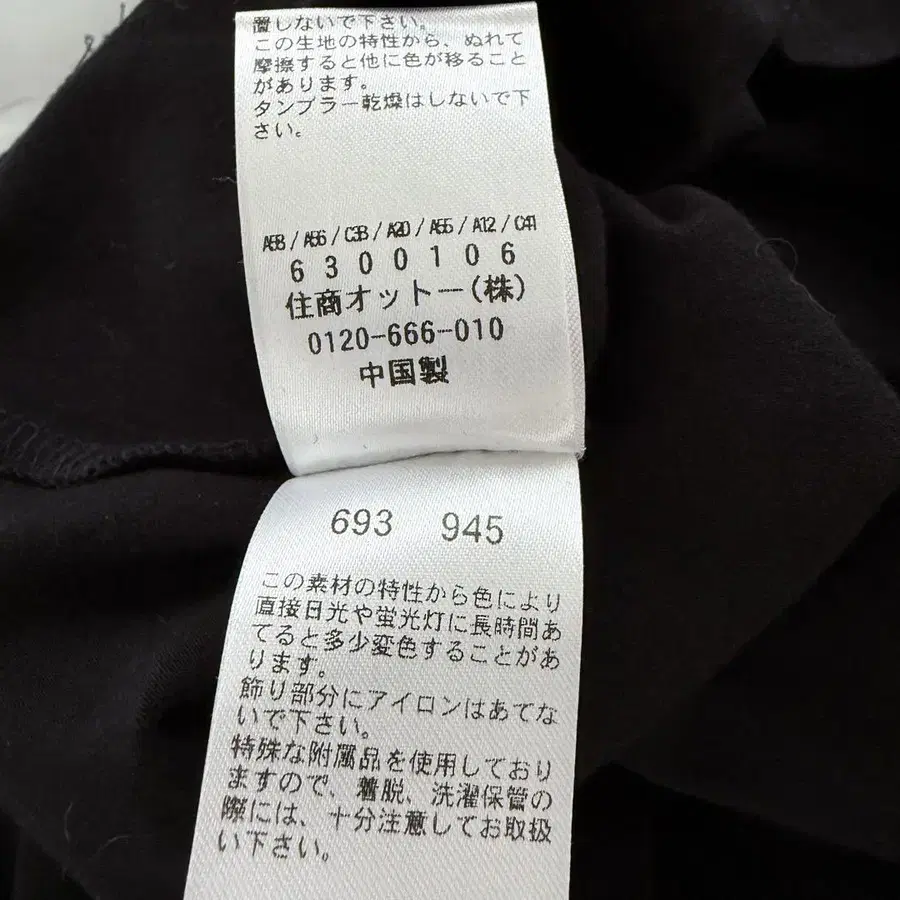 置しないで下さい。
この生地の特性から、ぬれて
摩擦すると他に色が移ること
があります。
タンブラー乾燥はしないで下
さい。
A58/A56/C38/A20/A55/A12/C41
6300106
住商オットー(株)
0120-666-010
中国製
693 945
この素材の特性から色により
直接日光や蛍光灯に長時間あ
てると多少変色することがあ
ります。
飾り部分にアイロンはあてな
いで下さい。
特殊な附属品を使用しており
ますので、着脱、洗濯保管の
際には、十分注意してお取扱
い下さい。